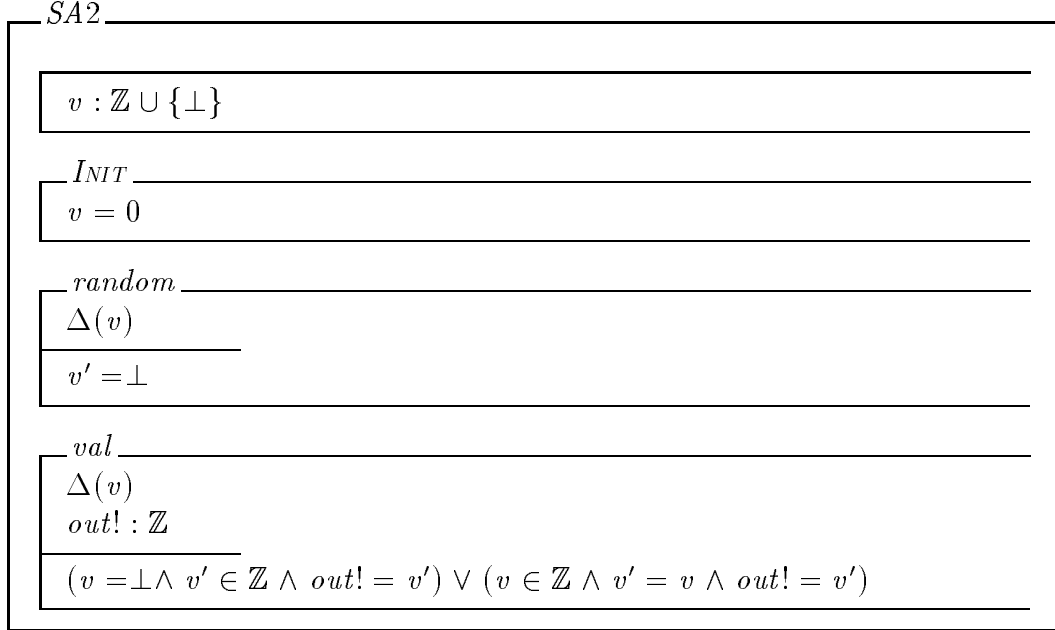 SA2
v : ℤ ∪ {⊥}
INIT
v = 0
random
Δ(v)
v′ =⊥
val
Δ(v)
out! : ℤ
(v =⊥∧ v′ ∈ ℤ ∧ out! = v′) ∨ (v ∈ ℤ ∧ v′ = v ∧ out! = v′)